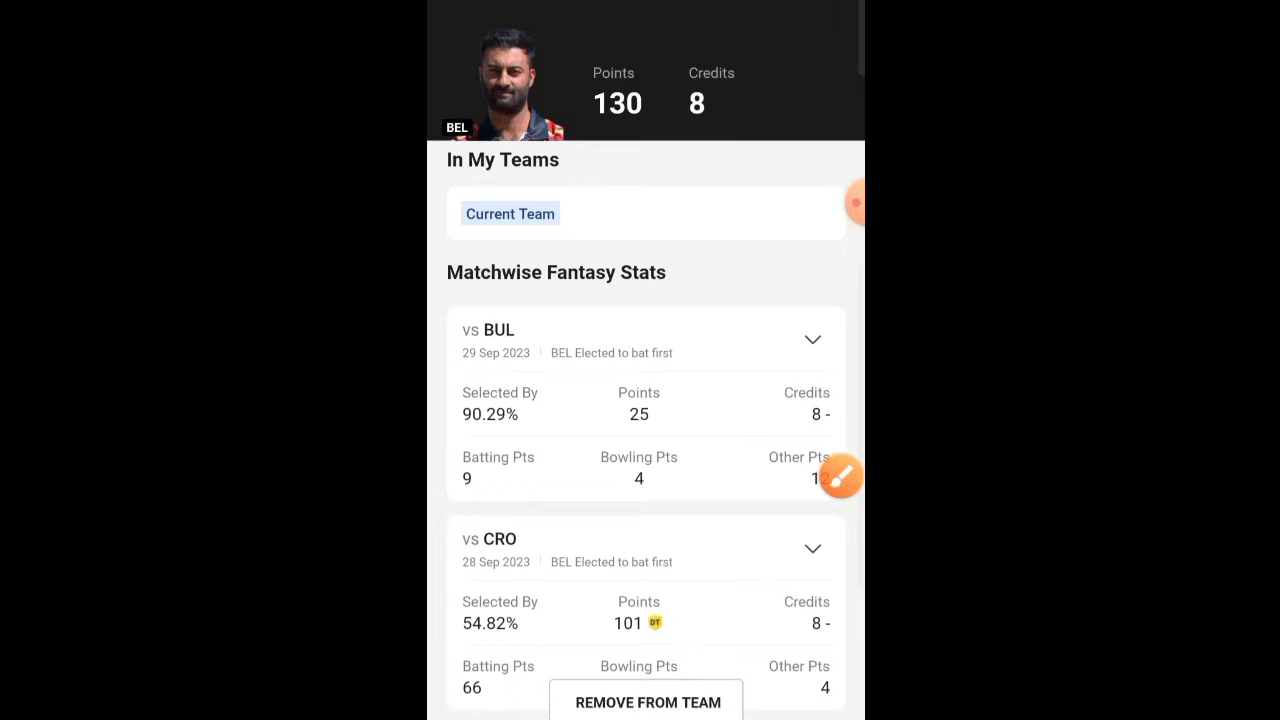 Points Credits
130 8
BEL
In My Teams
Current Team
Matchwise Fantasy Stats
vs BUL
29 Sep 2023 BEL Elected to bat first
Selected By Points Credits
90.29% 25 8 -
Batting Pts Bowling Pts Other Pts
9 4 12
vs CRO
28 Sep 2023 BEL Elected to bat first
Selected By Points Credits
54.82% 101 DT 8 -
Batting Pts Bowling Pts Other Pts
66 4
REMOVE FROM TEAM